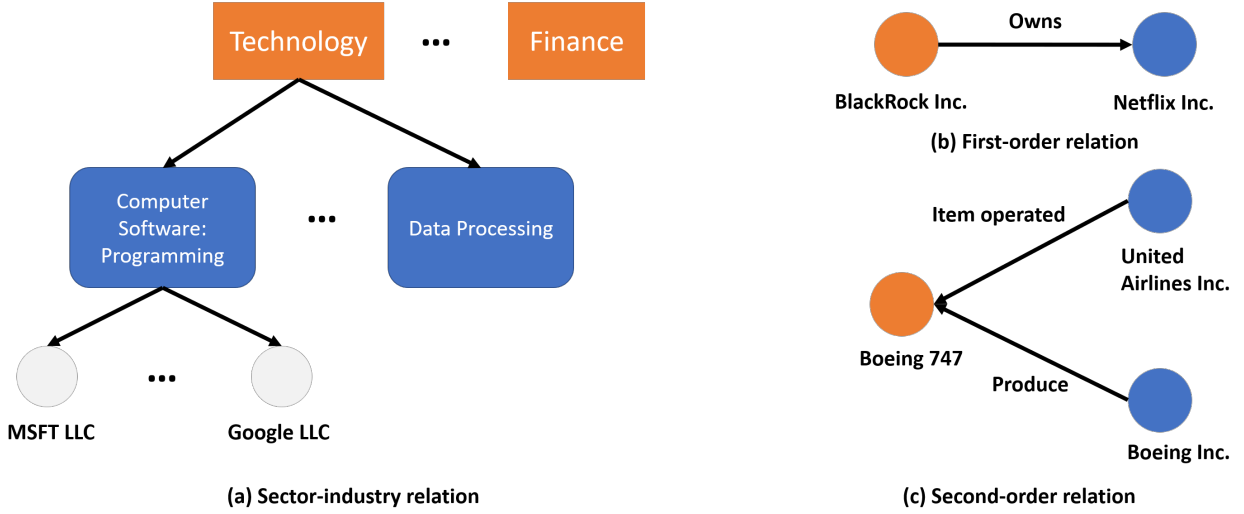 Technology
...
Finance
Computer
Software:
Programming
...
Data Processing
MSFT LLC
...
Google LLC
(a) Sector-industry relation
Owns
BlackRock Inc.
Netflix Inc.
(b) First-order relation
Item operated
United
Airlines Inc.
Boeing 747
Produce
Boeing Inc.
(c) Second-order relation